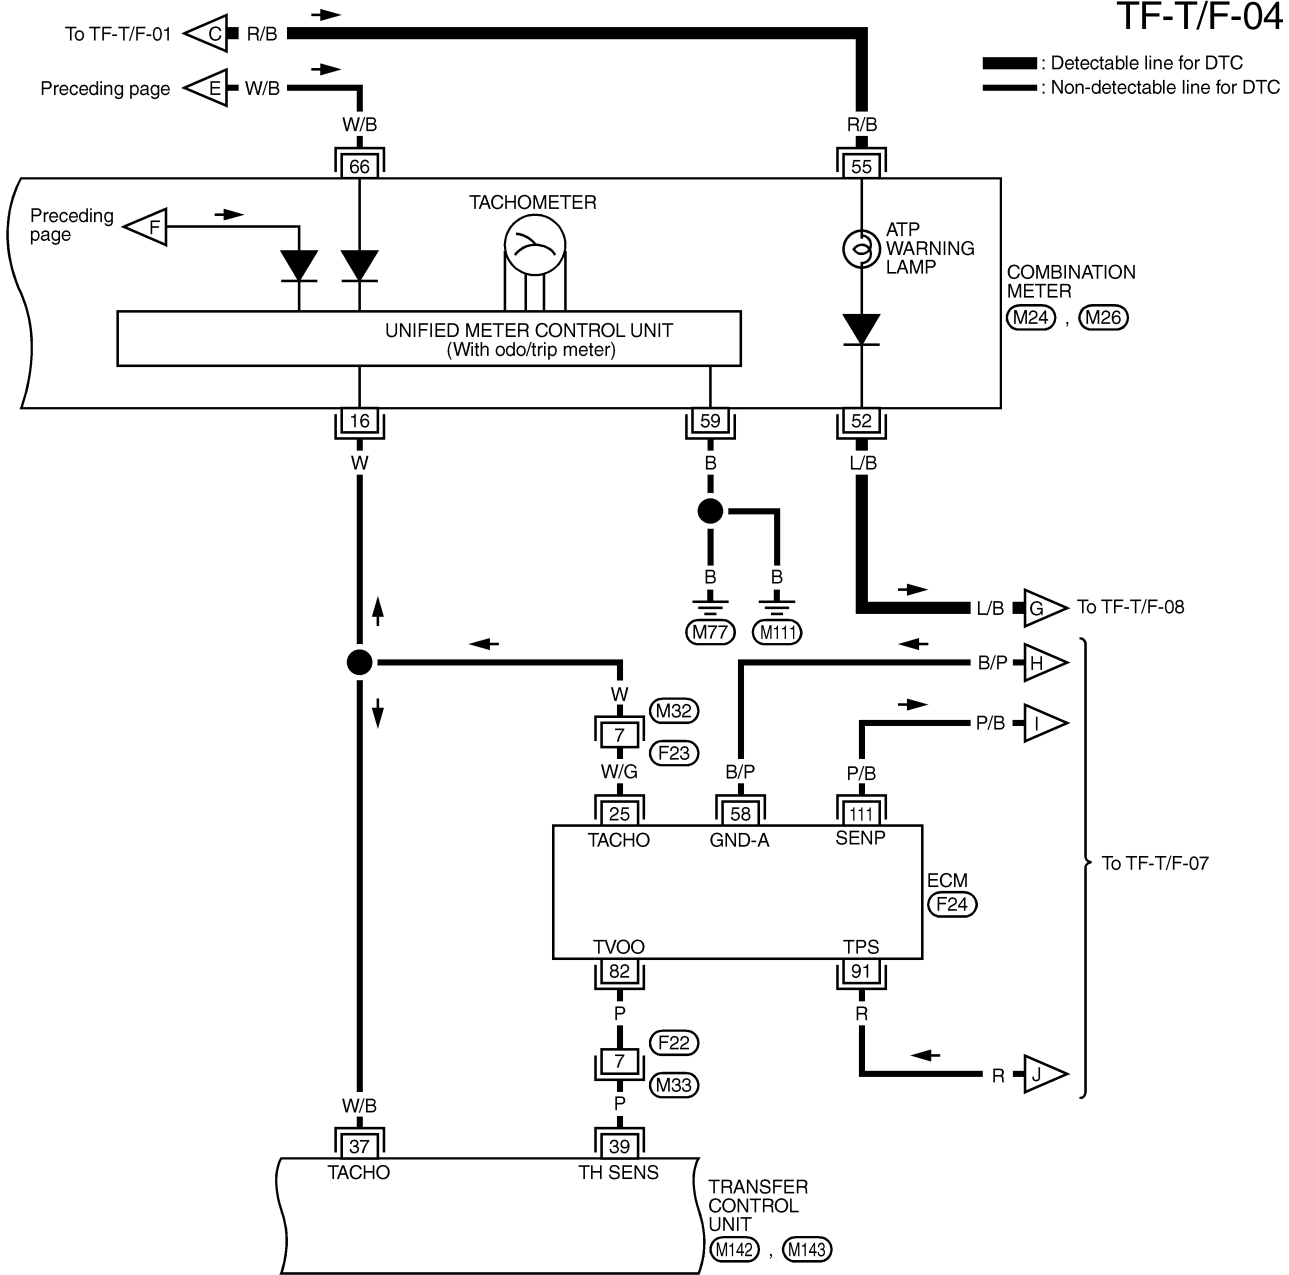 TF-T/F-04
To TF-T/F-01 C R/B
: Detectable line for DTC
Preceding page E W/B
: Non-detectable line for DTC
W/B
R/B
66
55
Preceding
page
F
TACHOMETER
ATP
WARNING
LAMP
COMBINATION
METER
M24 , M26
UNIFIED METER CONTROL UNIT
(With odo/trip meter)
16
59
52
W
B
L/B
B
B
M77
M111
L/B G To TF-T/F-08
B/P H
P/B I
W
M32
7
F23
W/G
B/P
P/B
25
58
111
TACHO
GND-A
SENP
To TF-T/F-07
ECM
F24
TVOO
TPS
82
91
P
R
F22
7
M33
R J
P
W/B
37
39
TACHO
TH SENS
TRANSFER
CONTROL
UNIT
M142 , M143